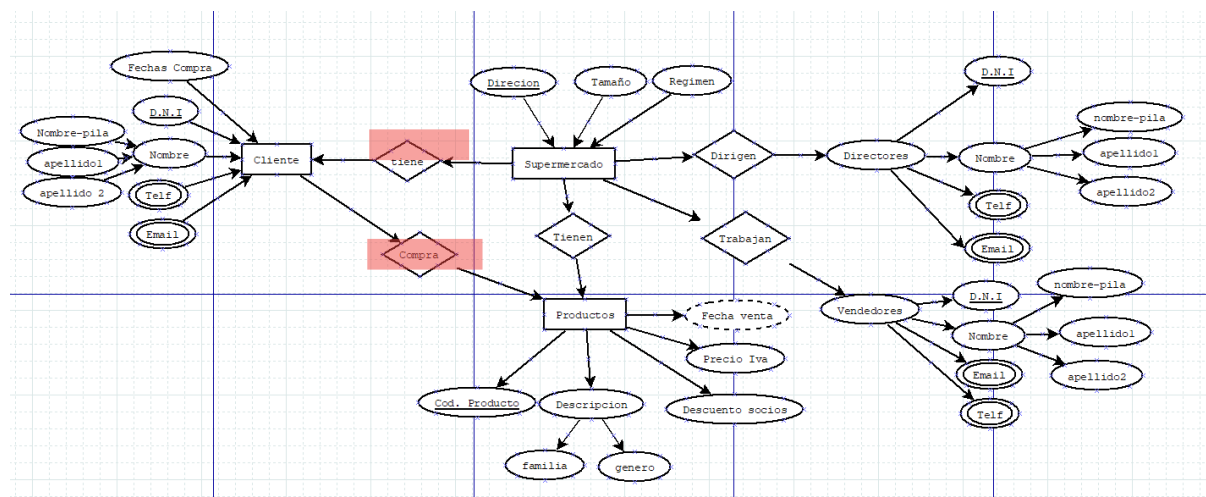 Fechas Compra
D.N.I
Nombre-pila
apellido1
apellido 2
Nombre
Telf
Email
Cliente
tiene
Compra
Direcion
Tamaño
Regimen
Supermercado
Tienen
Dirigen
Trabajan
Directores
D.N.I
Nombre
nombre-pila
apellido1
apellido2
Telf
Email
Vendedores
D.N.I
Nombre
nombre-pila
apellido1
apellido2
Email
Telf
Productos
Fecha venta
Precio Iva
Descuento socios
Cod. Producto
Descripcion
familia
genero